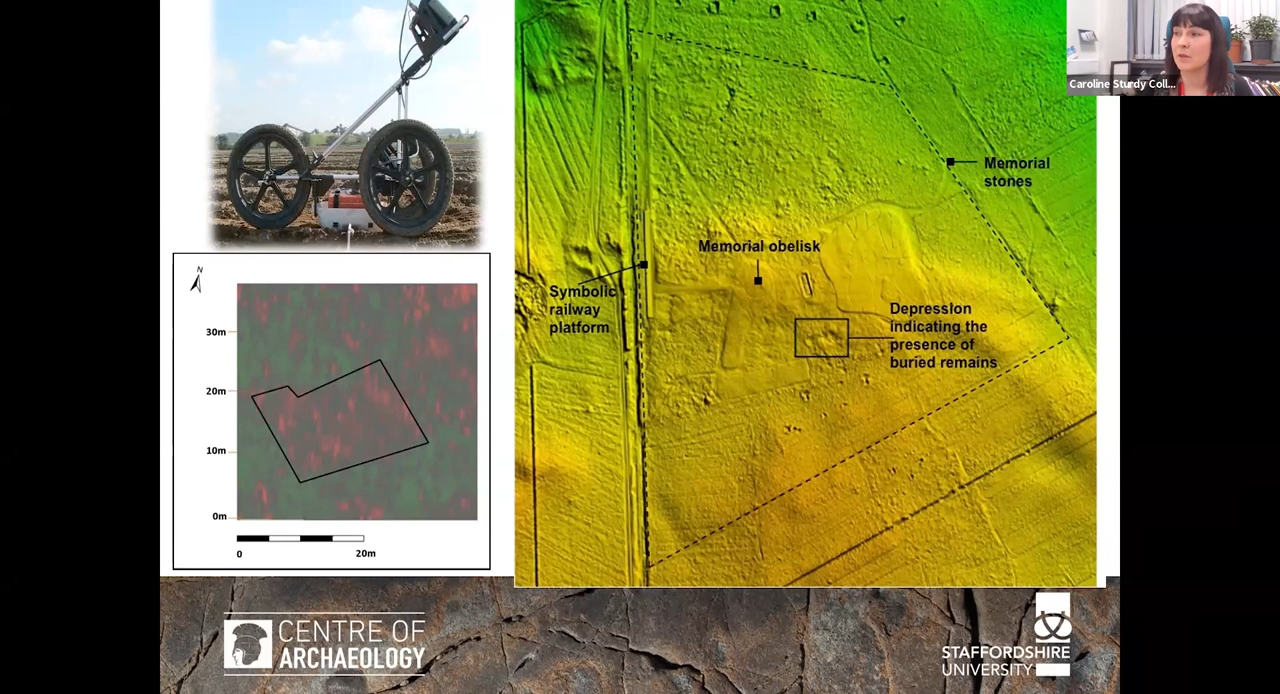 Caroline Sturdy Coll...
Memorial
stones
Memorial obelisk
Symbolic
railway
platform
Depression
indicating the
presence of
buried remains
N
30m
20m
10m
0m
0
20m
CENTRE OF
ARCHAEOLOGY
STAFFORDSHIRE
UNIVERSITY